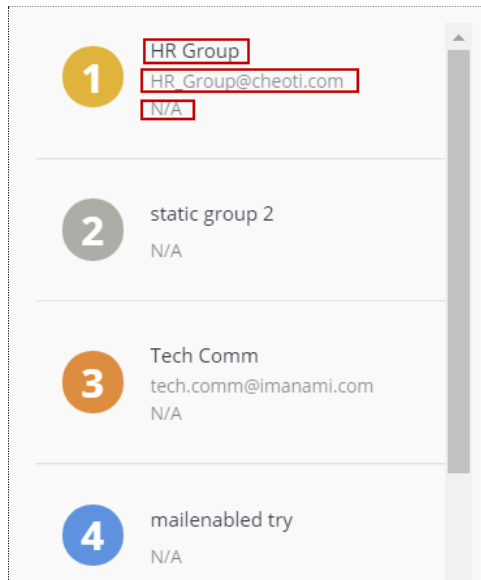 1
HR Group
HR_Group@cheoti.com
N/A
2
static group 2
N/A
3
Tech Comm
tech.comm@imanami.com
N/A
4
mailenabled try
N/A